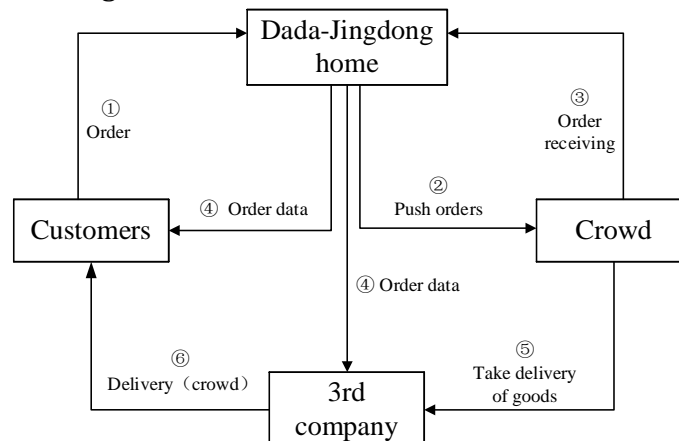 Dada-Jingdong
home
①
Order
③
Order
receiving
④ Order data
②
Push orders
Customers
Crowd
④ Order data
⑥
Delivery（crowd）
⑤
Take delivery
of goods
3rd
company